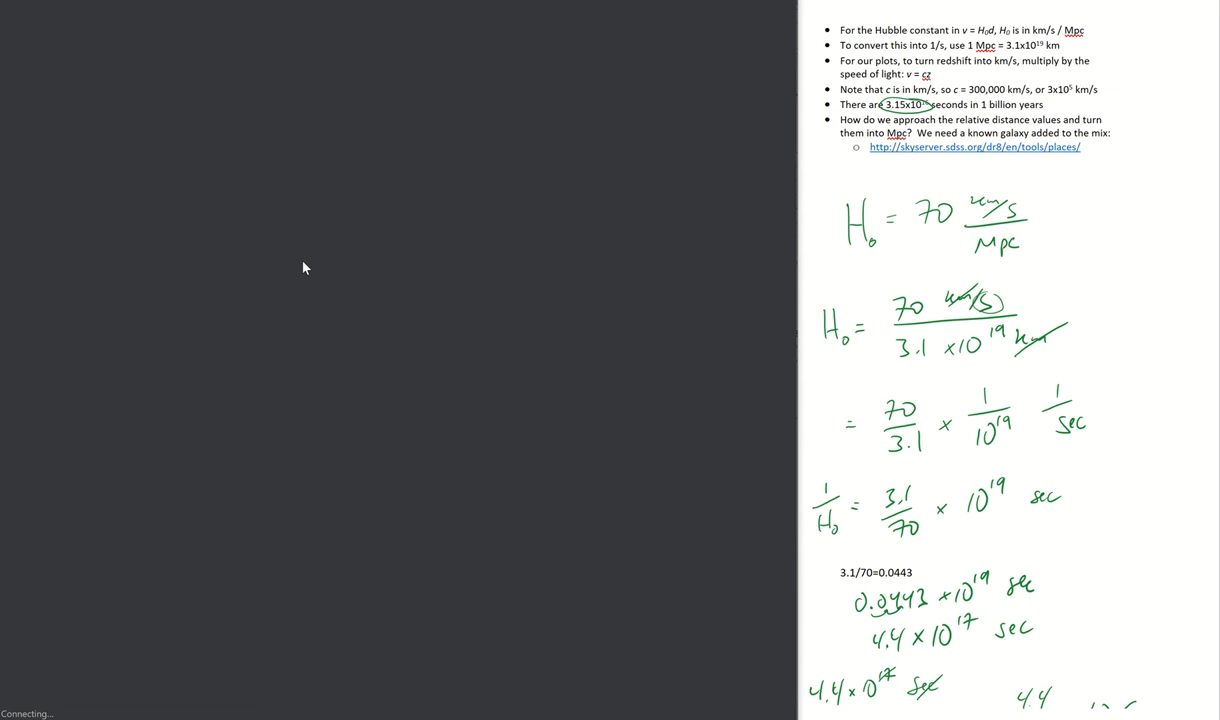 • For the Hubble constant in v = H₀d, H₀ is in km/s / Mpc
• To convert this into 1/s, use 1 Mpc = 3.1x10¹⁹ km
• For our plots, to turn redshift into km/s, multiply by the
speed of light: v = cz
• Note that c is in km/s, so c = 300,000 km/s, or 3x10⁵ km/s
• There are 3.15x10¹⁶ seconds in 1 billion years
• How do we approach the relative distance values and turn
them into Mpc? We need a known galaxy added to the mix:
o http://skyserver.sdss.org/dr8/en/tools/places/
H₀ = 70 km/s / Mpc
H₀ = 70 km/s / 3.1 x10¹⁹ km
= 70/3.1 x 1/10¹⁹ 1/sec
1/H₀ = 3.1/70 x 10¹⁹ sec
3.1/70=0.0443
0.0443 x10¹⁹ sec
4.4 x 10¹⁷ sec
4.4 x 10¹⁷ sec 4.4
Connecting...